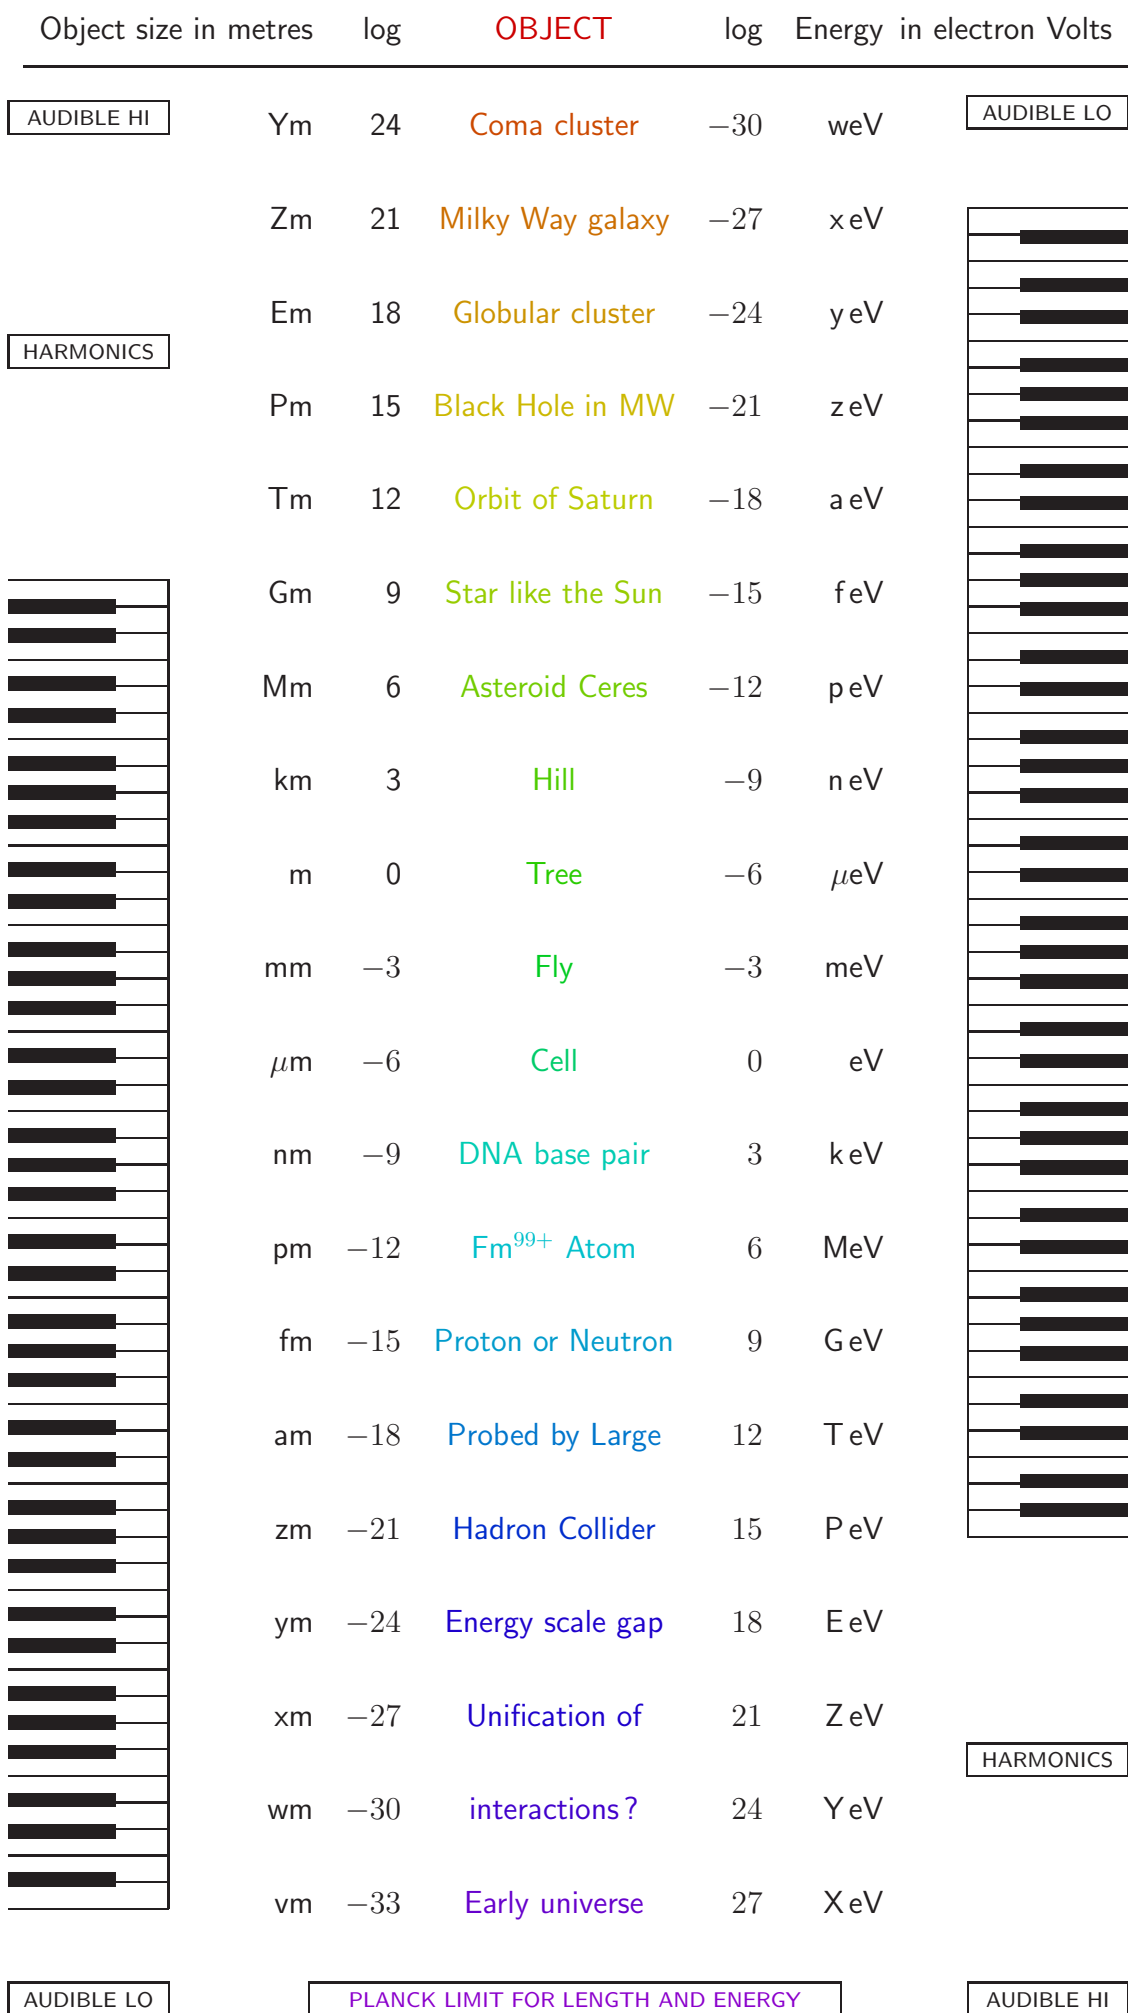 Object size in metres log OBJECT log Energy in electron Volts
AUDIBLE HI AUDIBLE LO
Ym 24 Coma cluster −30 weV
Zm 21 Milky Way galaxy −27 xeV
Em 18 Globular cluster −24 yeV
HARMONICS
Pm 15 Black Hole in MW −21 zeV
Tm 12 Orbit of Saturn −18 aeV
Gm 9 Star like the Sun −15 feV
Mm 6 Asteroid Ceres −12 peV
km 3 Hill −9 neV
m 0 Tree −6 μeV
mm −3 Fly −3 meV
μm −6 Cell 0 eV
nm −9 DNA base pair 3 keV
pm −12 Fm⁹⁹⁺ Atom 6 MeV
fm −15 Proton or Neutron 9 GeV
am −18 Probed by Large 12 TeV
zm −21 Hadron Collider 15 PeV
ym −24 Energy scale gap 18 EeV
xm −27 Unification of 21 ZeV
HARMONICS
wm −30 interactions? 24 YeV
vm −33 Early universe 27 XeV
AUDIBLE LO PLANCK LIMIT FOR LENGTH AND ENERGY AUDIBLE HI